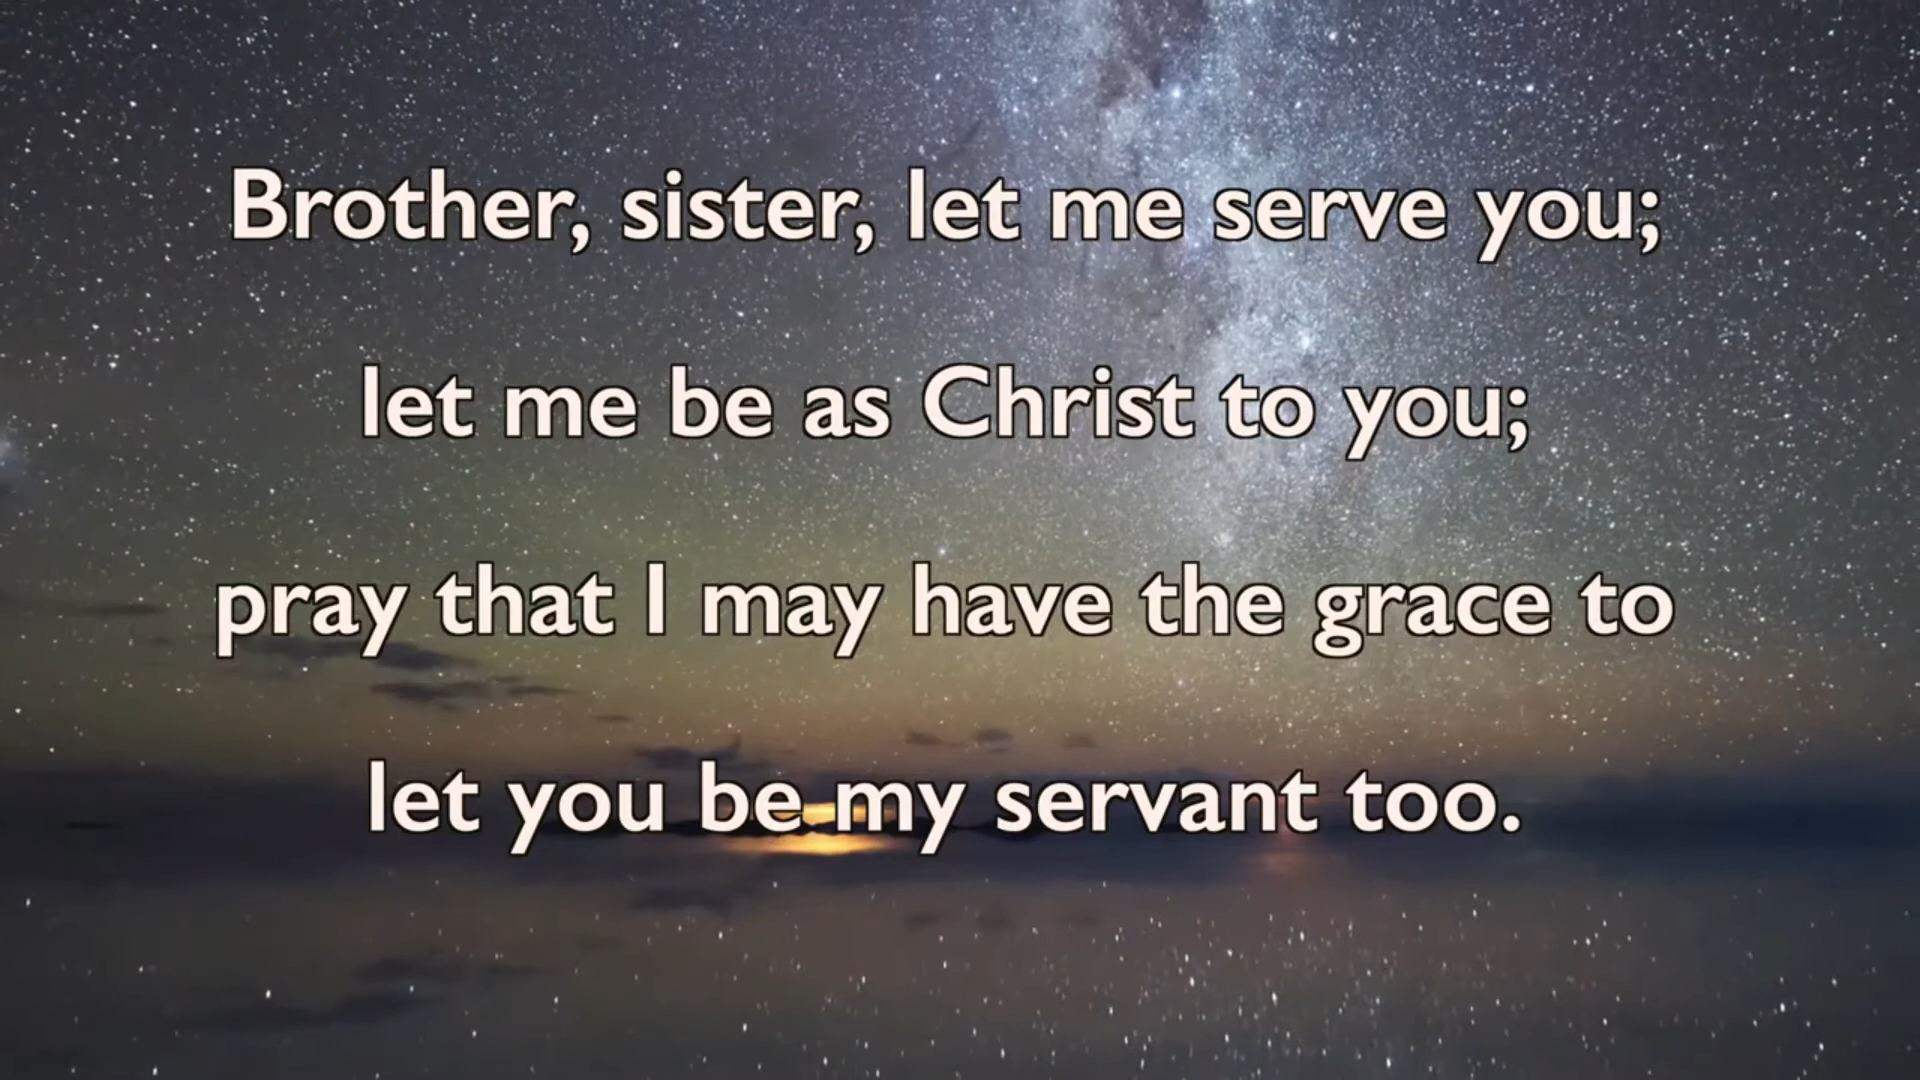 Brother, sister, let me serve you;
let me be as Christ to you;
pray that I may have the grace to
let you be my servant too.